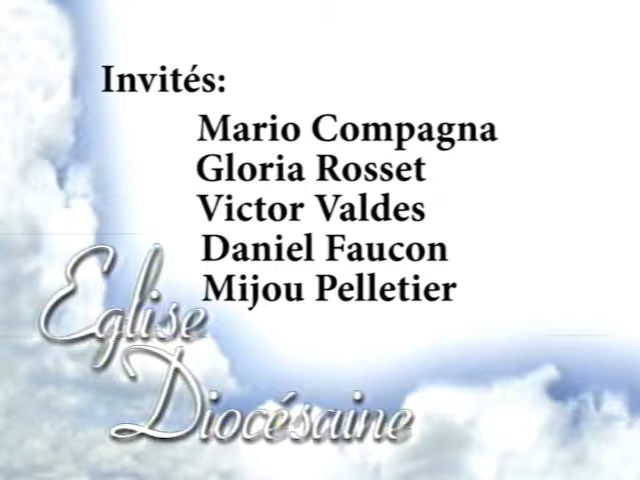 Invités:
Mario Compagna
Gloria Rosset
Victor Valdes
Daniel Faucon
Mijou Pelletier
Eglise
Diocésaine